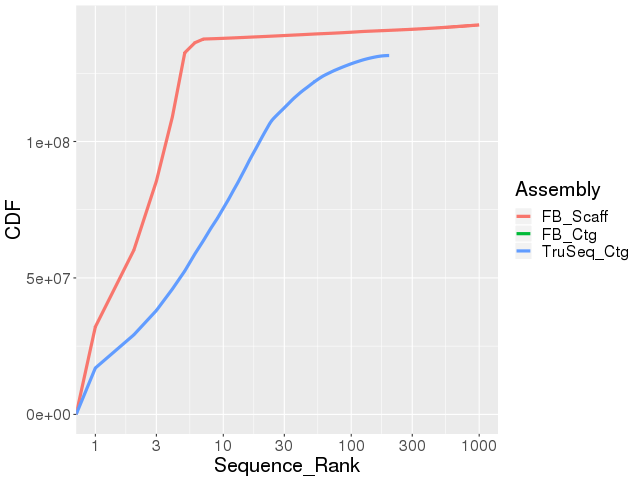 CDF
1e+08
5e+07
0e+00
1 3 10 30 100 300 1000
Sequence_Rank
Assembly
FB_Scaff
FB_Ctg
TruSeq_Ctg